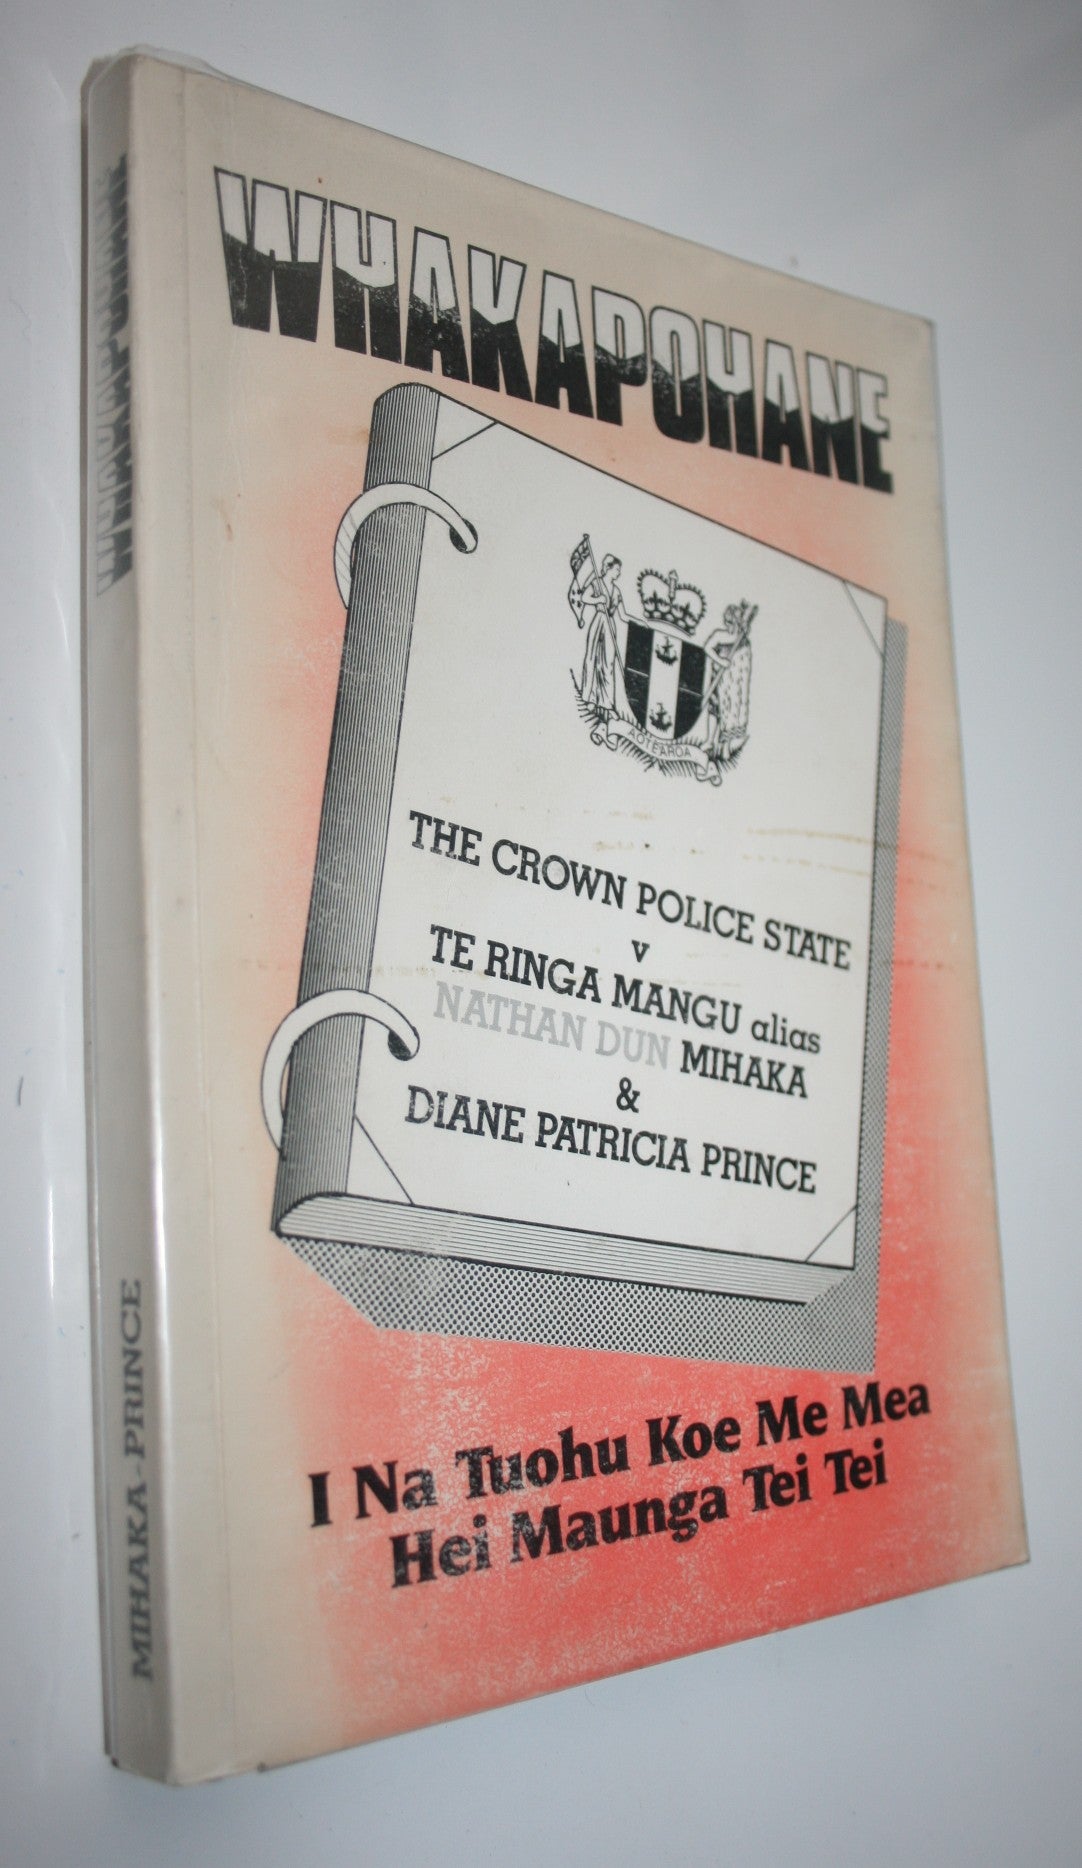 WHAKAPOHANE
AOTEAROA
THE CROWN POLICE STATE
v
TE RINGA MANGU alias
NATHAN DUN MIHAKA
&
DIANE PATRICIA PRINCE
I Na Tuohu Koe Me Mea
Hei Maunga Tei Tei
WHAKAPOHANE
MIHAKA-PRINCE